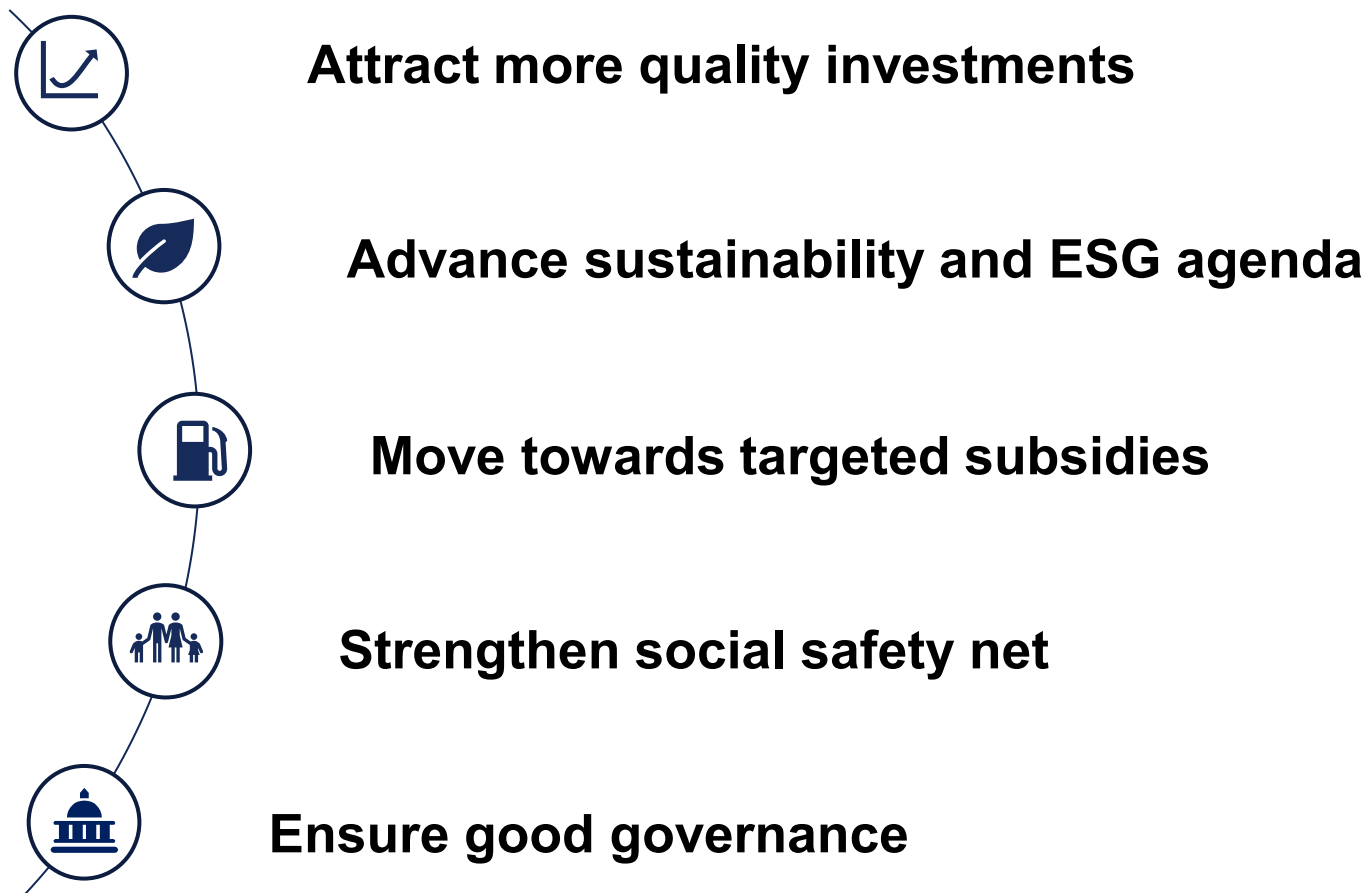 Attract more quality investments
Advance sustainability and ESG agenda
Move towards targeted subsidies
Strengthen social safety net
Ensure good governance